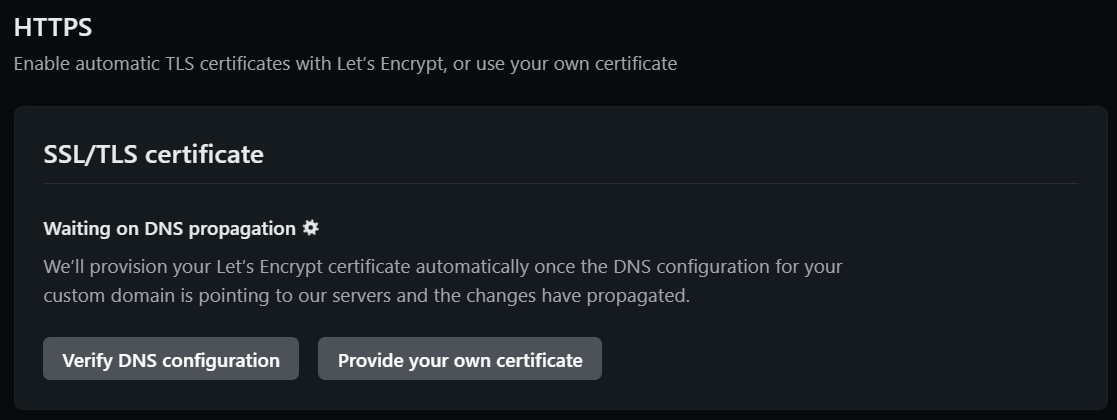 HTTPS
Enable automatic TLS certificates with Let’s Encrypt, or use your own certificate
SSL/TLS certificate
Waiting on DNS propagation
We’ll provision your Let’s Encrypt certificate automatically once the DNS configuration for your
custom domain is pointing to our servers and the changes have propagated.
Verify DNS configuration
Provide your own certificate